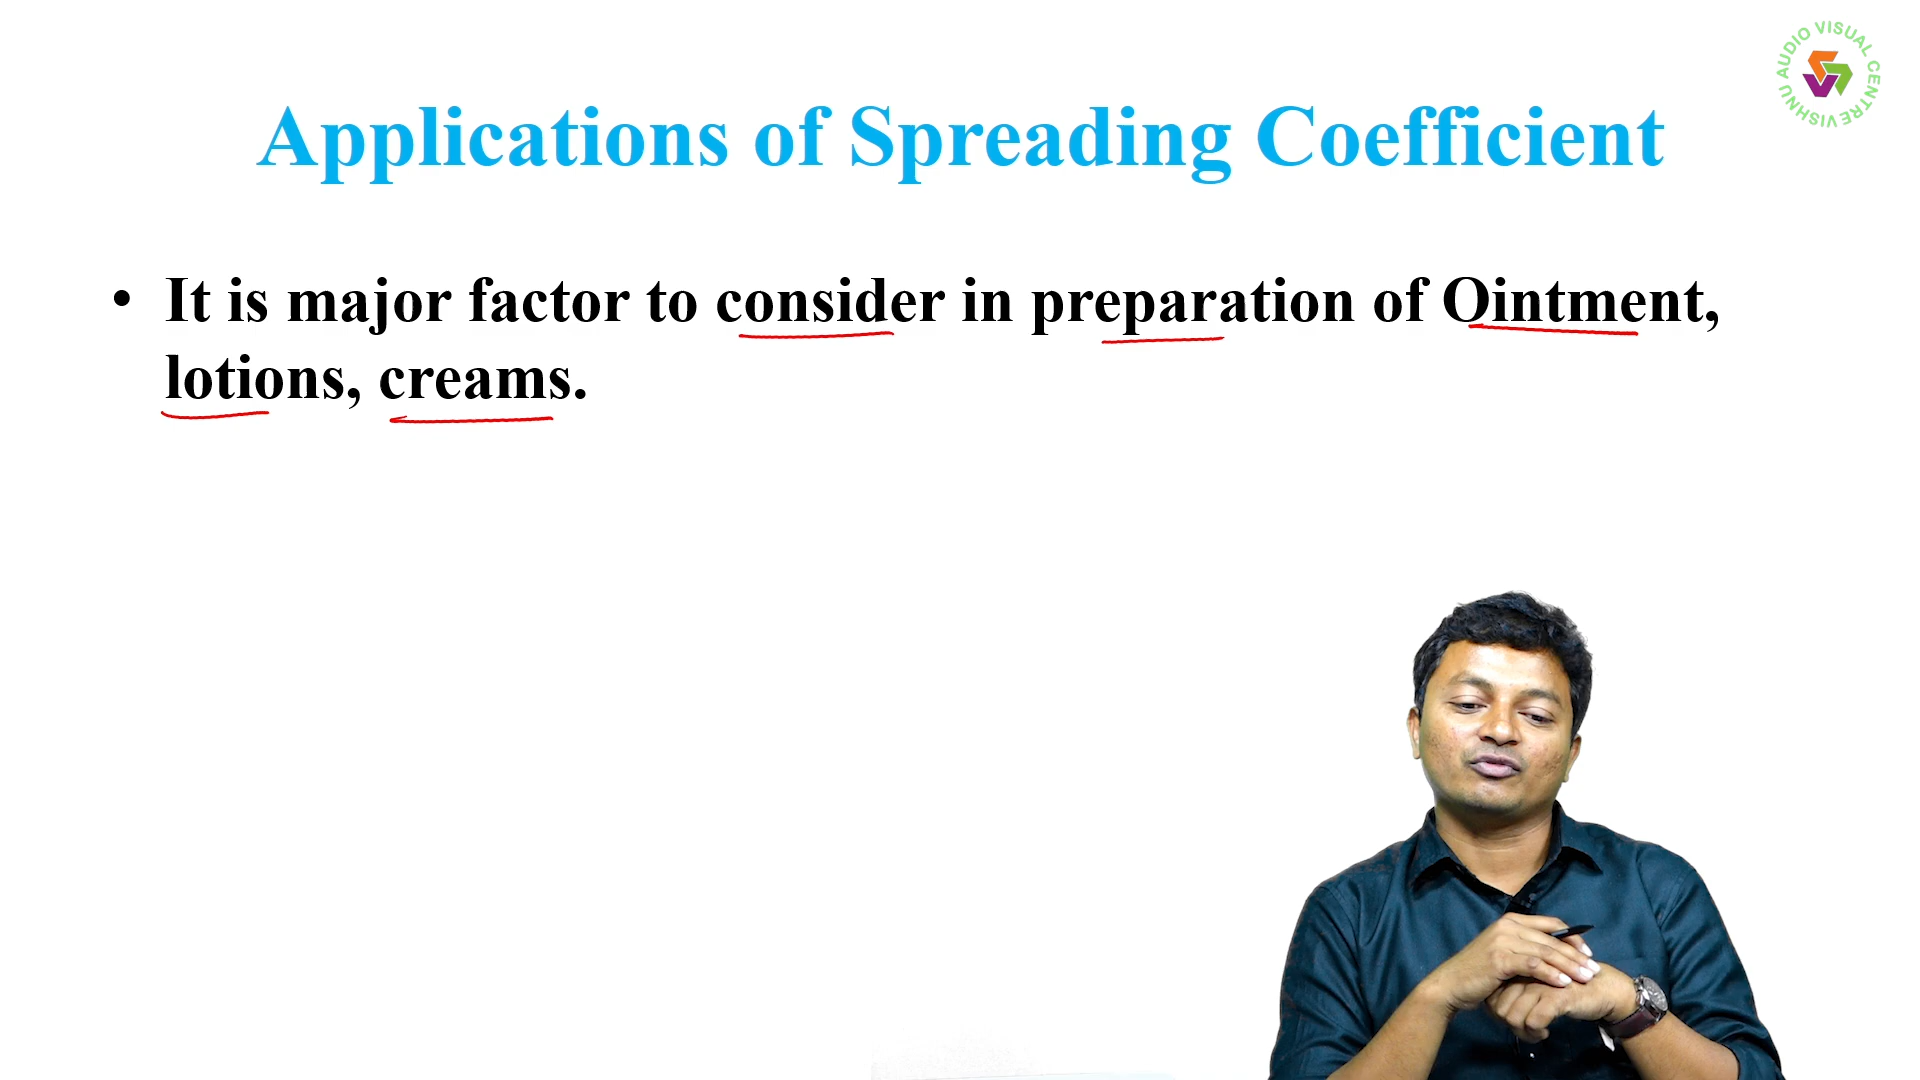 VISHNU AUDIO VISUAL CENTRE
Applications of Spreading Coefficient
• It is major factor to consider in preparation of Ointment,
lotions, creams.